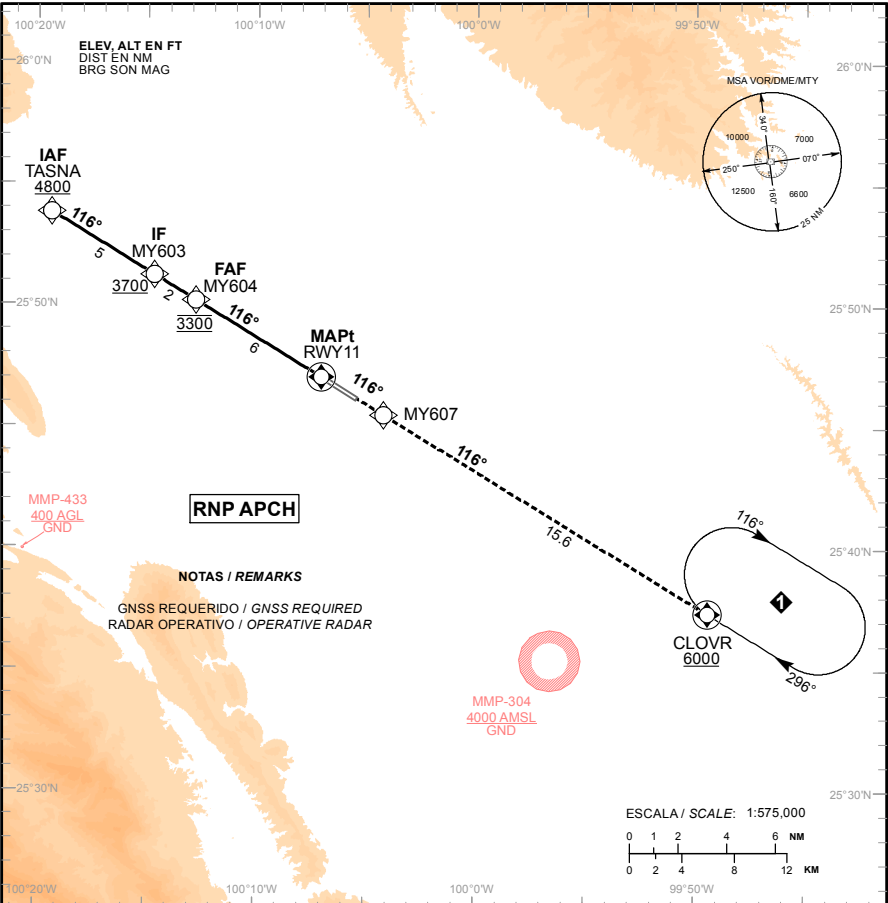 100°20'W
100°10'W
100°00'W
99°50'W
ELEV, ALT EN FT
DIST EN NM
BRG SON MAG
26°0'N
26°0'N
MSA VOR/DME/MTY
340°
10000
7000
070°
250°
12500
160°
6600
25 NM
IAF
TASNA
4800
116°
5
IF
MY603
3700
2
FAF
MY604
3300
116°
6
25°50'N
25°50'N
MAPt
RWY11
116°
MY607
116°
15.6
MMP-433
400 AGL
GND
RNP APCH
NOTAS / REMARKS
GNSS REQUERIDO / GNSS REQUIRED
RADAR OPERATIVO / OPERATIVE RADAR
116°
25°40'N
1
CLOVR
6000
296°
MMP-304
4000 AMSL
GND
25°30'N
25°30'N
ESCALA / SCALE: 1:575,000
0 1 2 4 6 NM
0 2 4 8 12 KM
100°20'W
100°10'W
100°0'W
99°50'W